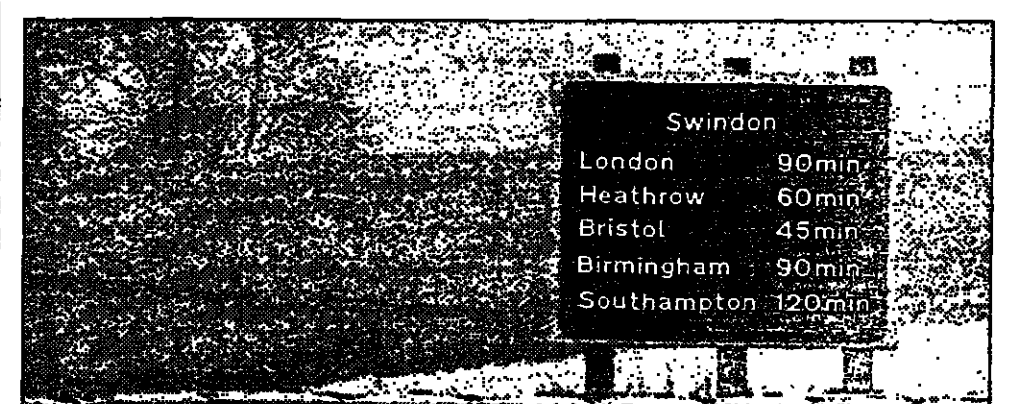 Swindon
London 90min
Heathrow 60min
Bristol 45min
Birmingham 90min
Southampton 120min